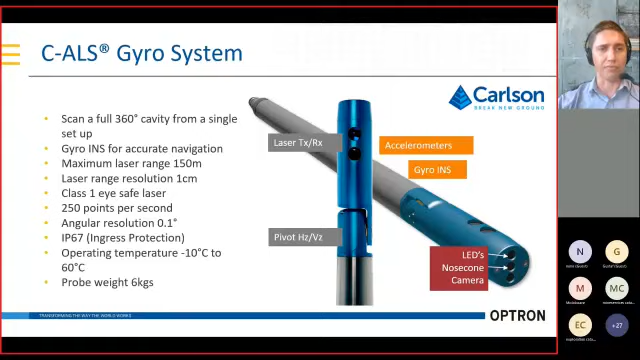 C-ALS® Gyro System
Carlson
BREAK NEW GROUND
Scan a full 360° cavity from a single
set up
Gyro INS for accurate navigation
Maximum laser range 150m
Laser range resolution 1cm
Class 1 eye safe laser
250 points per second
Angular resolution 0.1°
IP67 (Ingress Protection)
Operating temperature -10°C to
60°C
Probe weight 6kgs
Laser Tx/Rx
Accelerometers
Gyro INS
Pivot Hz/Vz
LED's
Nosecone
Camera
TRANSFORMING THE WAY THE WORLD WORKS
OPTRON
N
G
M
MC
EC
+27